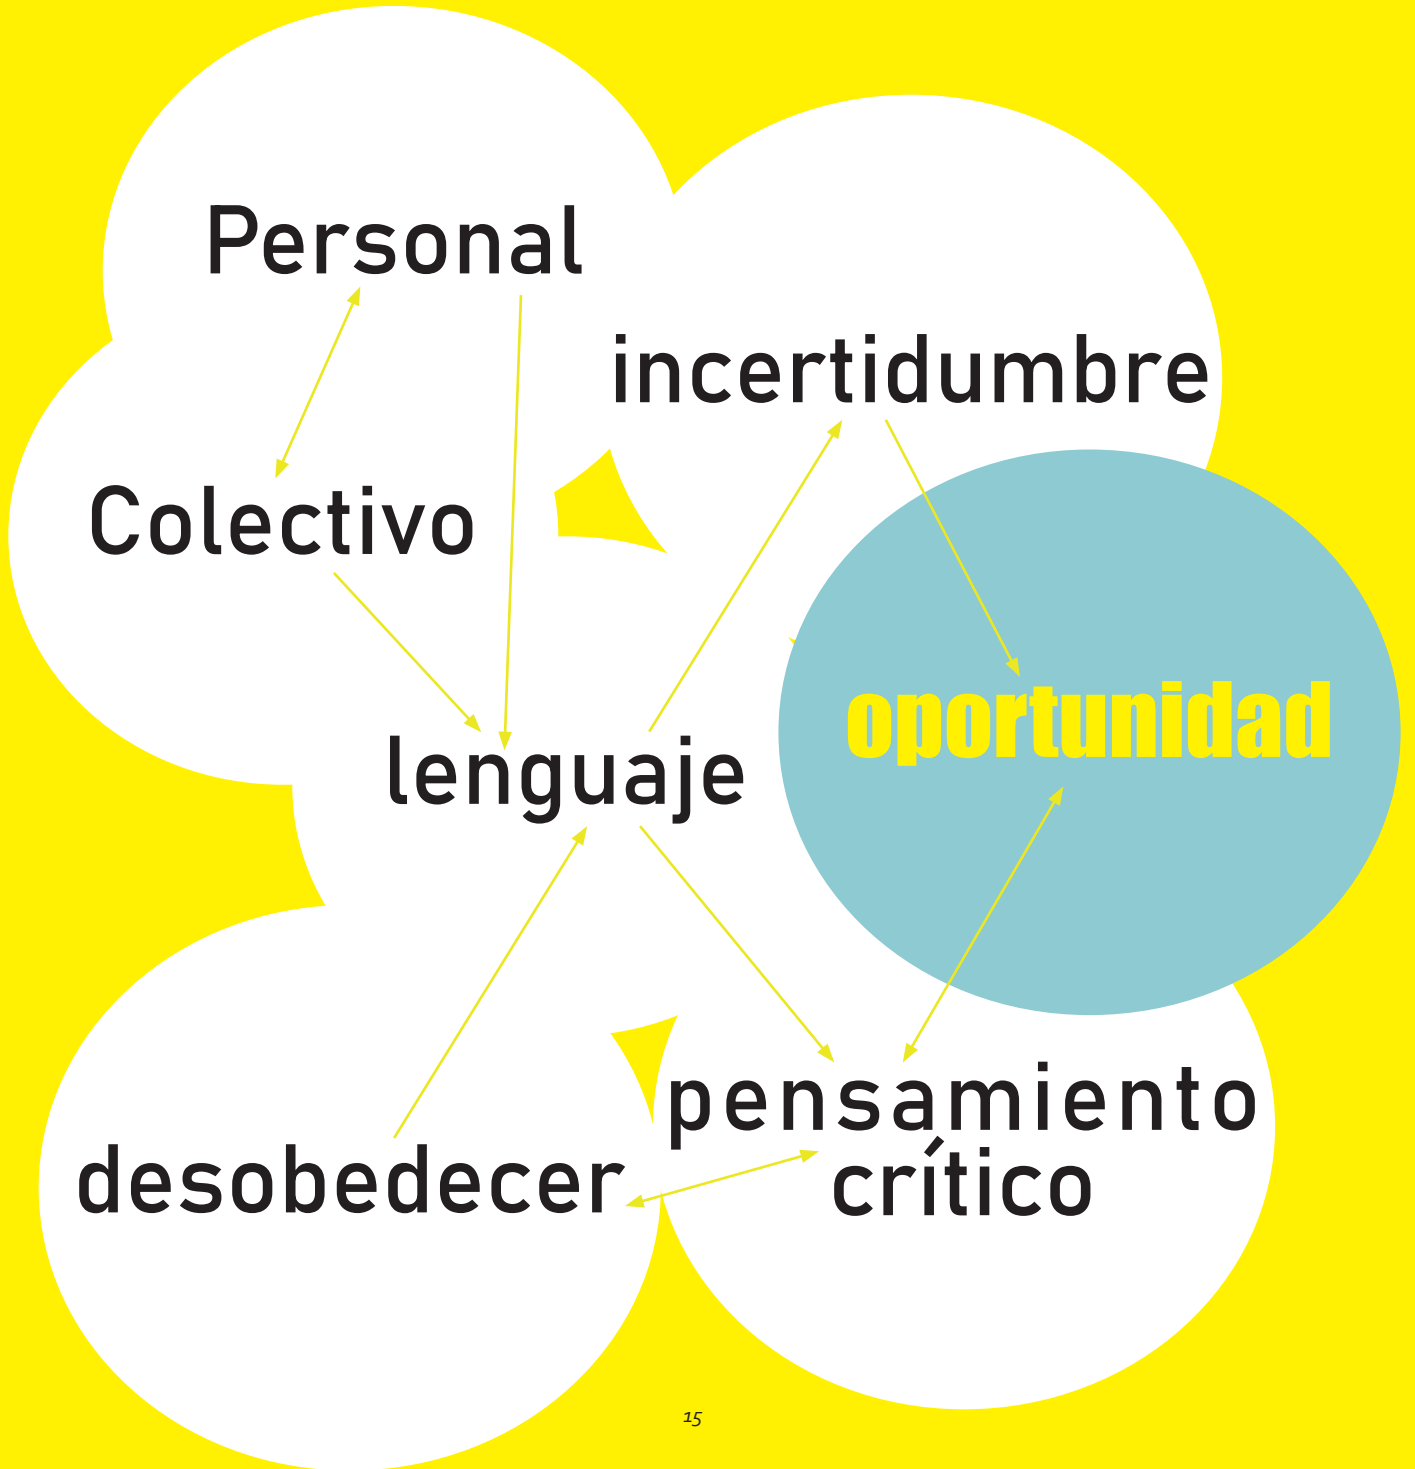 Personal
incertidumbre
Colectivo
oportunidad
lenguaje
pensamiento
crítico
desobedecer
15